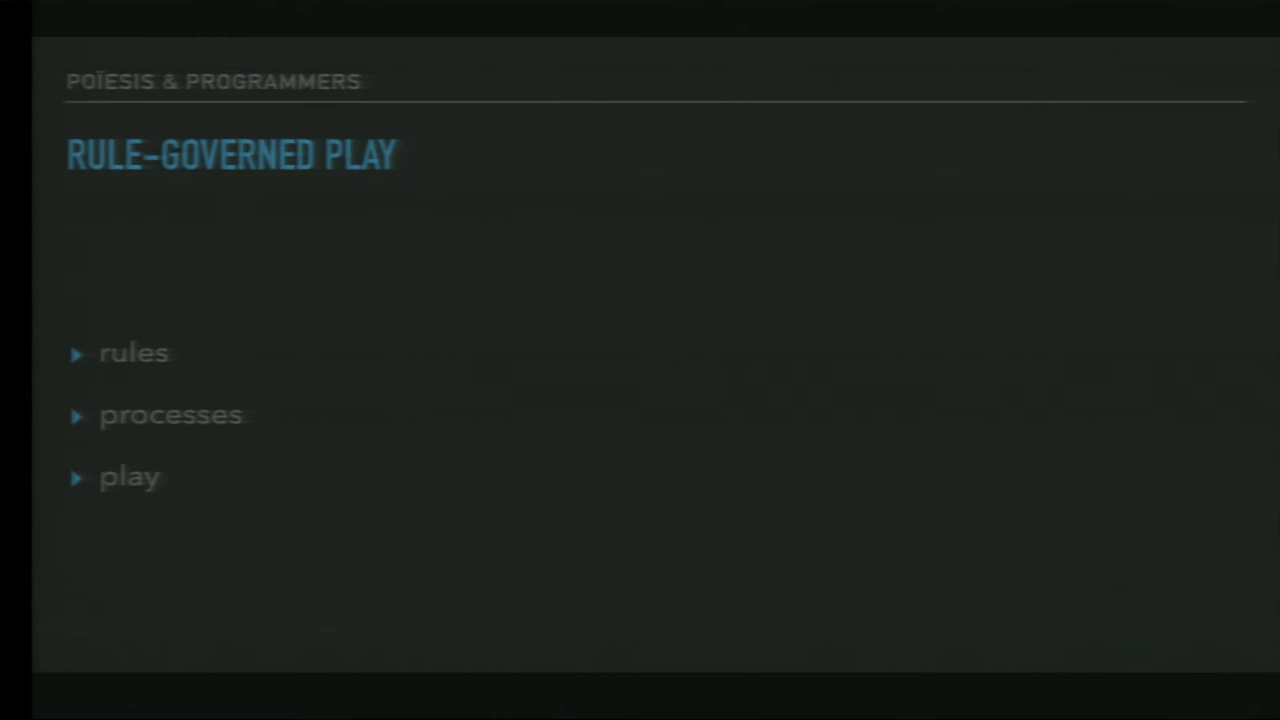 POÏESIS & PROGRAMMERS
RULE-GOVERNED PLAY
rules
processes
play